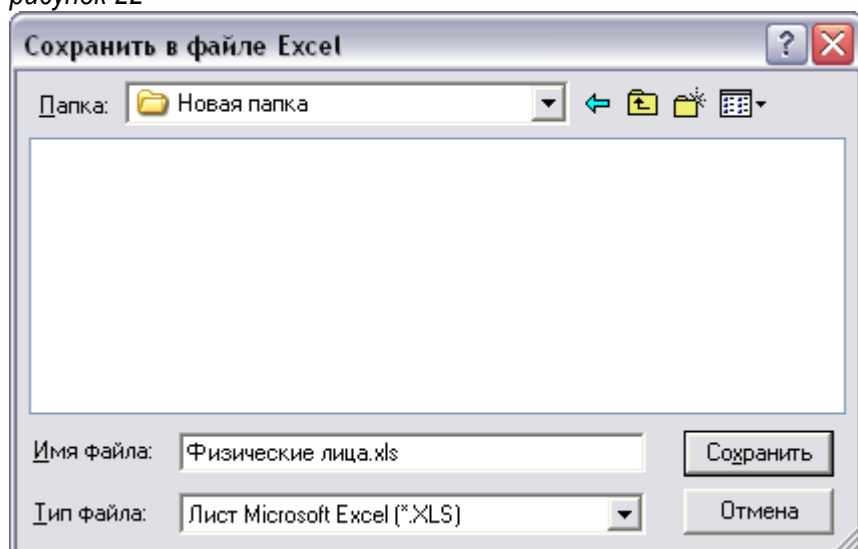 рисунок 22
Сохранить в файле Excel
Папка: Новая папка
Имя файла: Физические лица.xls Сохранить
Тип файла: Лист Microsoft Excel (*.XLS) Отмена